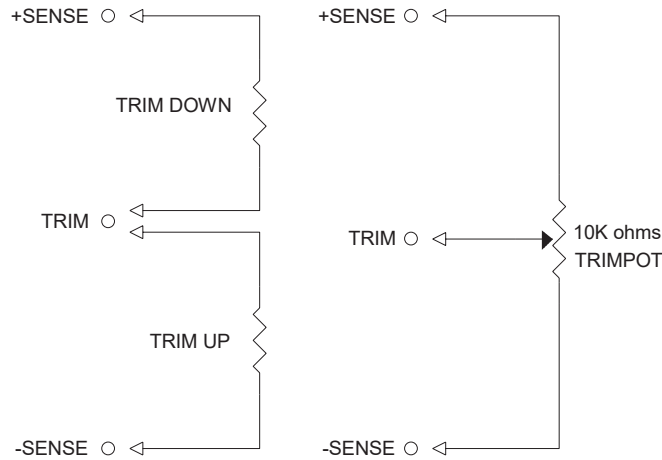 +SENSE
TRIM DOWN
TRIM
TRIM UP
-SENSE
+SENSE
TRIM
10K ohms
TRIMPOT
-SENSE